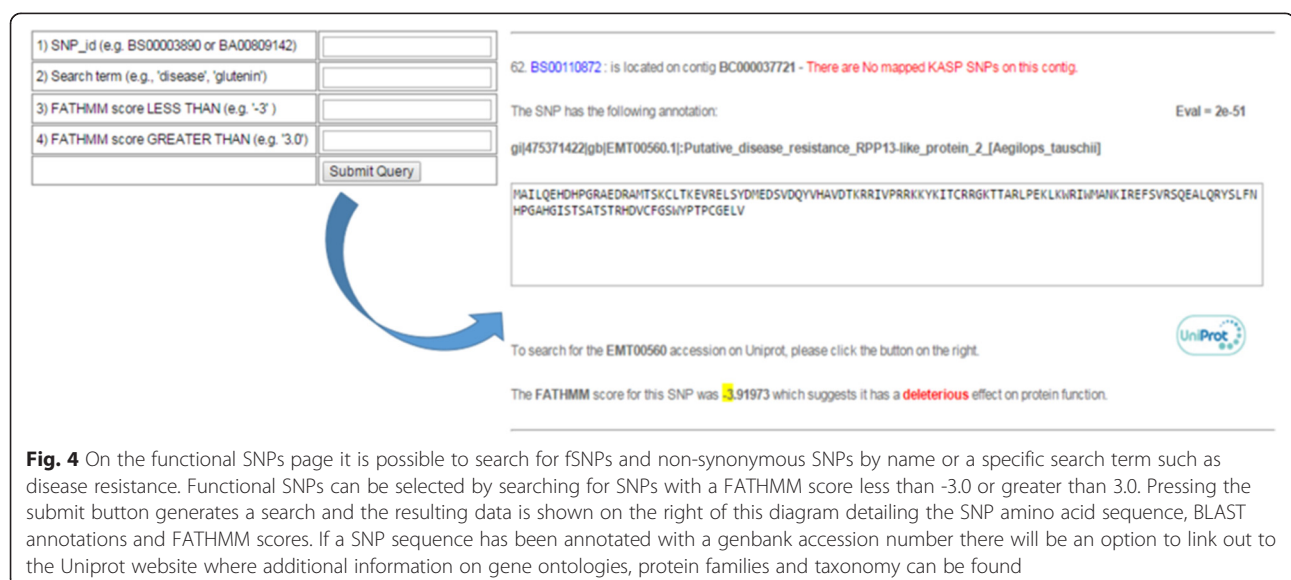 1) SNP_id (e.g. BS00003890 or BA00809142)
2) Search term (e.g., 'disease', 'glutenin')
3) FATHMM score LESS THAN (e.g. '-3' )
4) FATHMM score GREATER THAN (e.g. '3.0')
Submit Query
62. BS00110872 : is located on contig BC000037721 - There are No mapped KASP SNPs on this contig.
The SNP has the following annotation: Eval = 2e-51
gi|475371422|gb|EMT00560.1|:Putative_disease_resistance_RPP13-like_protein_2_[Aegilops_tauschii]
MAILQEHDHPGRAEDRAMTSKCLTKEVRELSYDMEDSVDQYVHAVDTKRRIVPRRKKYKITCRRGKTTARLPEKLKWRIWMANKIREFSVRSQEALQRYSLFN
HPGAHGISTSATSTRHDVCFGSWYPTPCGELV
UniProt
To search for the EMT00560 accession on Uniprot, please click the button on the right.
The FATHMM score for this SNP was -3.91973 which suggests it has a deleterious effect on protein function.
Fig. 4 On the functional SNPs page it is possible to search for fSNPs and non-synonymous SNPs by name or a specific search term such as
disease resistance. Functional SNPs can be selected by searching for SNPs with a FATHMM score less than -3.0 or greater than 3.0. Pressing the
submit button generates a search and the resulting data is shown on the right of this diagram detailing the SNP amino acid sequence, BLAST
annotations and FATHMM scores. If a SNP sequence has been annotated with a genbank accession number there will be an option to link out to
the Uniprot website where additional information on gene ontologies, protein families and taxonomy can be found